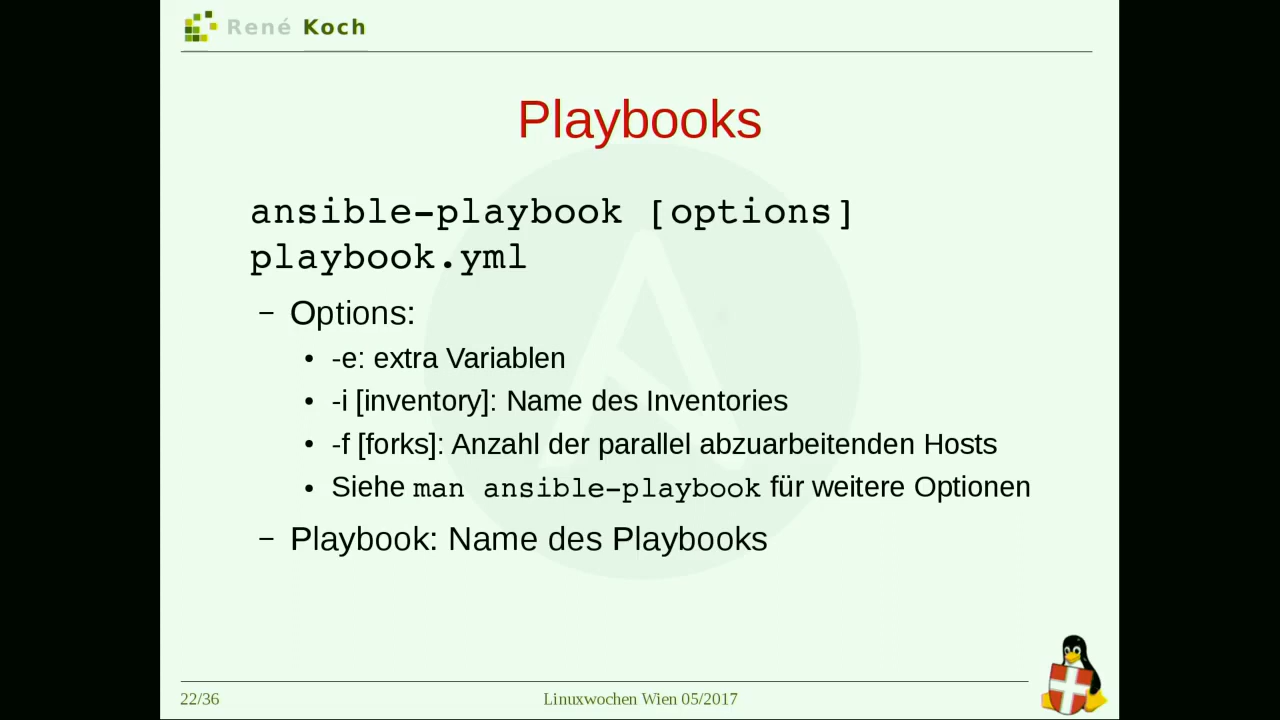 René Koch
Playbooks
ansible-playbook [options]
playbook.yml
– Options:
• -e: extra Variablen
• -i [inventory]: Name des Inventories
• -f [forks]: Anzahl der parallel abzuarbeitenden Hosts
• Siehe man ansible-playbook für weitere Optionen
– Playbook: Name des Playbooks
22/36
Linuxwochen Wien 05/2017